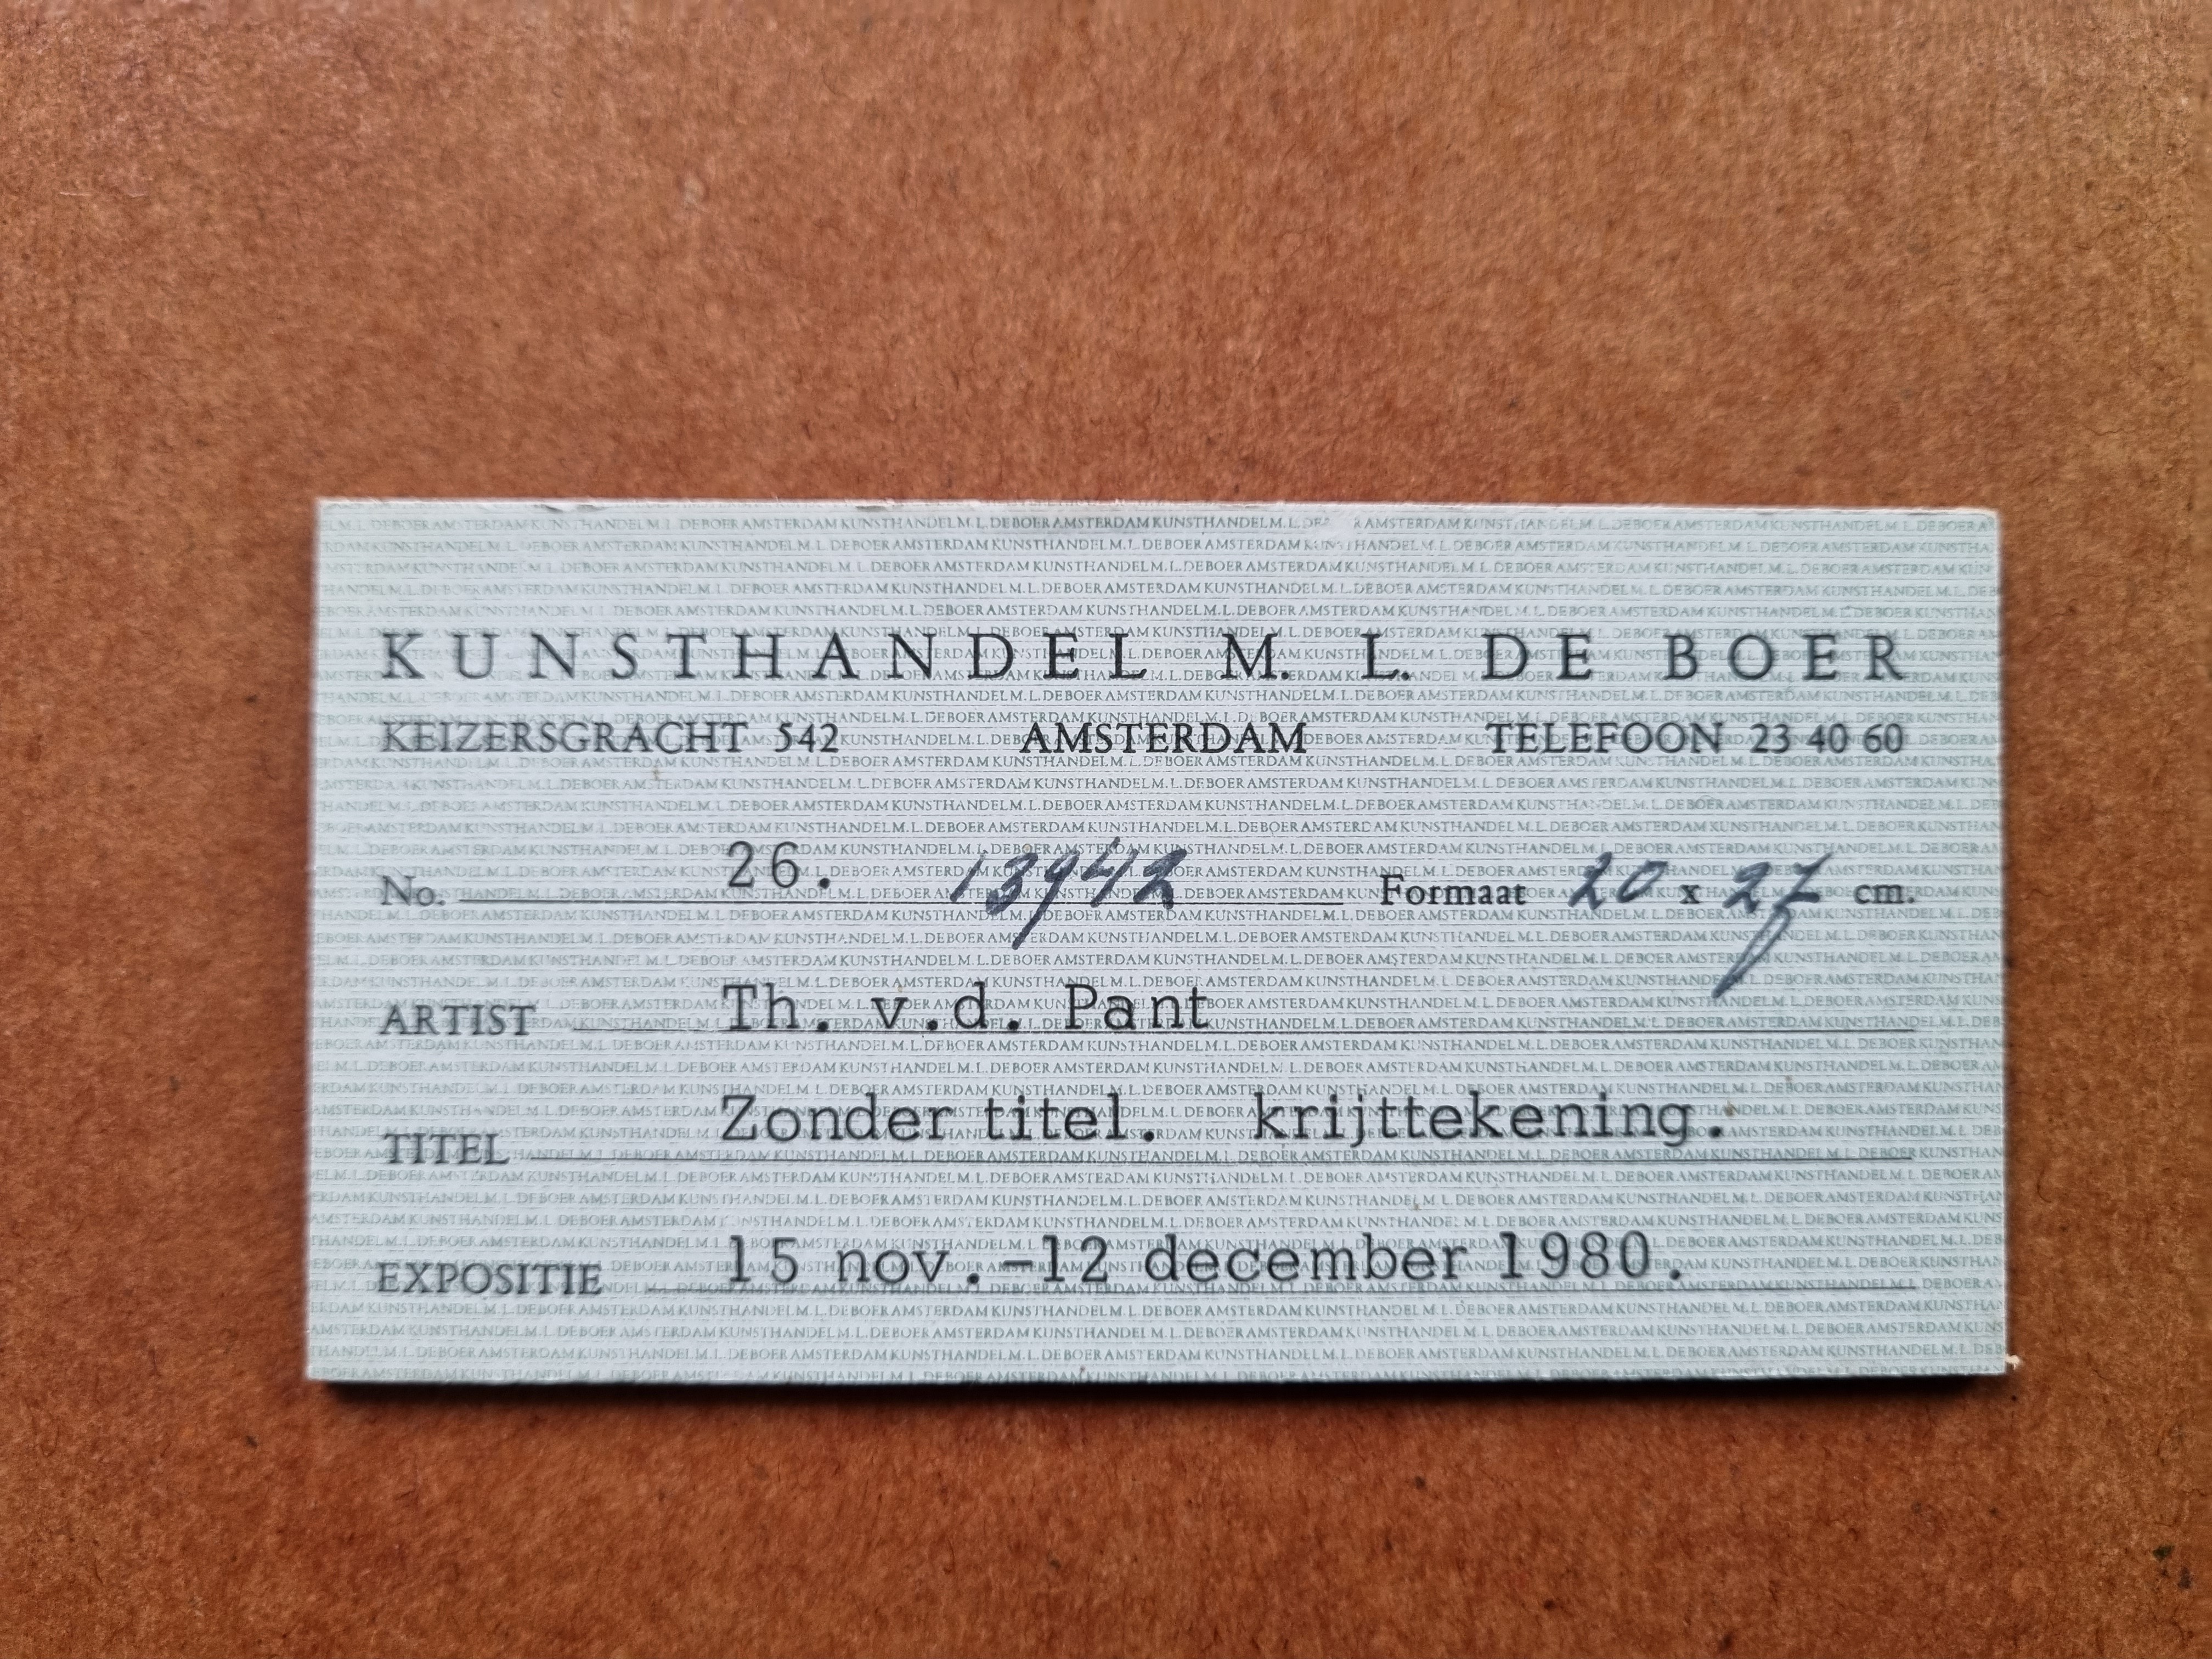 KUNSTHANDEL M. L. DE BOER
KEIZERSGRACHT 542 AMSTERDAM TELEFOON 23 40 60
No. 26. 13942 Formaat 20 x 27 cm.
ARTIST Th. v.d. Pant
TITEL Zonder titel. krijttekening.
EXPOSITIE 15 nov.-12 december 1980.